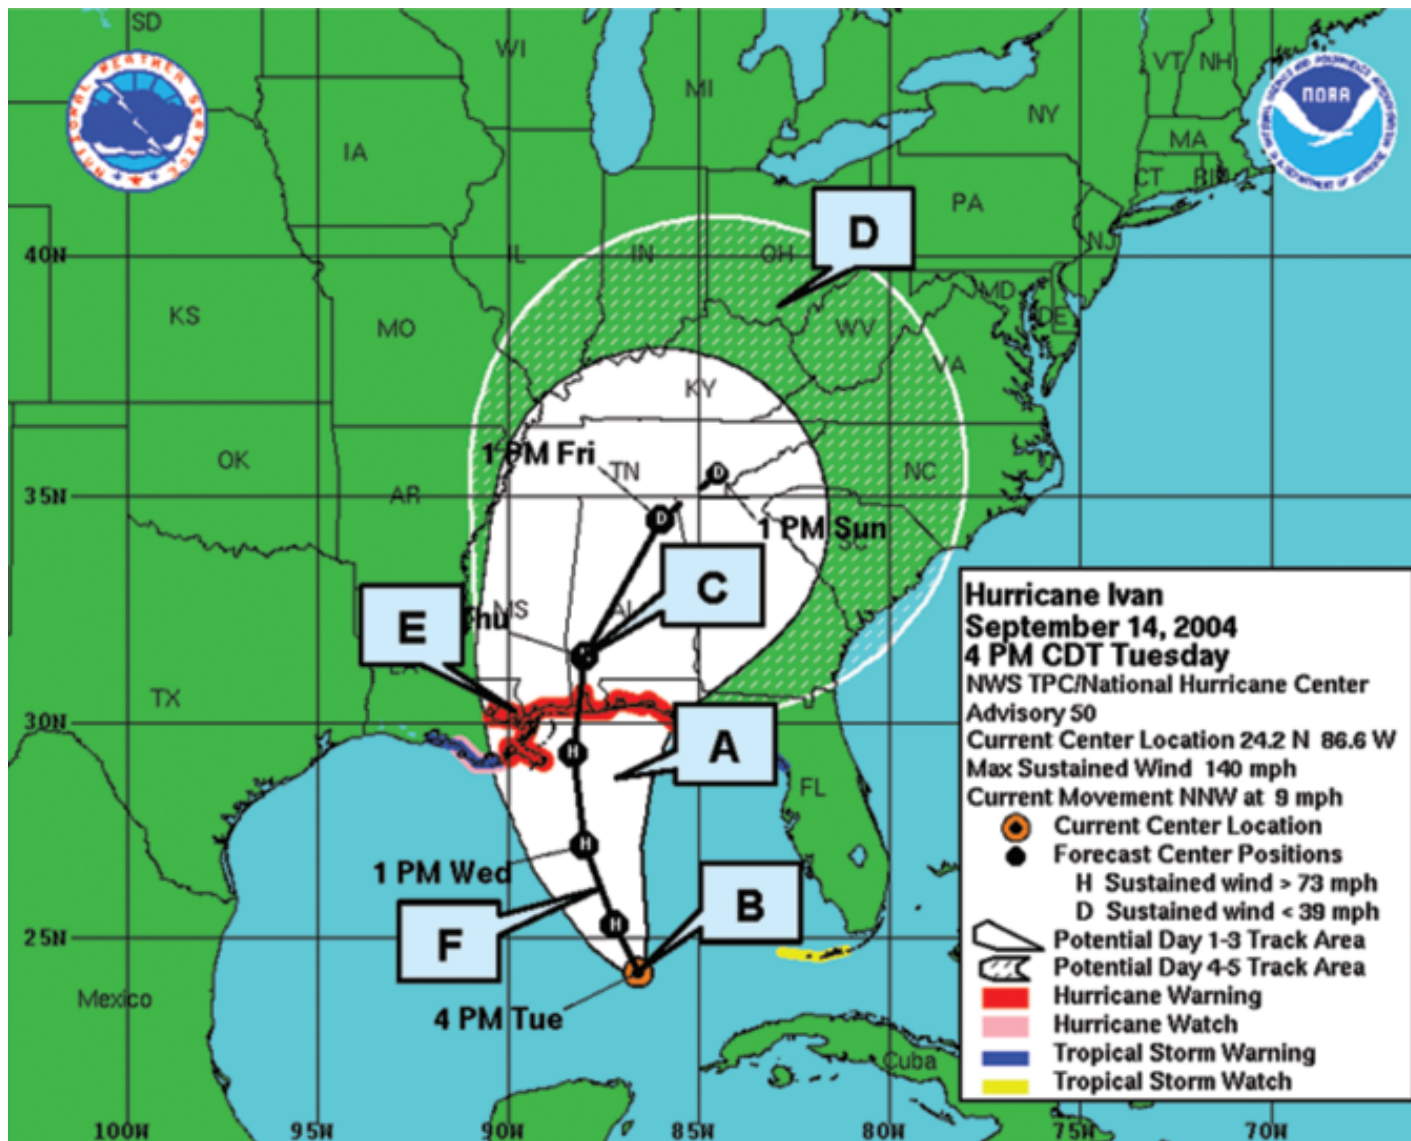 SD
WI
VT
NH
NATIONAL WEATHER SERVICE
NOAA
MI
NY
IA
MA
CT
PA
D
NJ
40N
IL
IN
OH
MD
DE
KS
MO
WV
VA
KY
1 PM Fri
TN
OK
NC
35N
AR
D
D
1 PM Sun
SC
C
E
MS
AL
Hurricane Ivan
September 14, 2004
4 PM CDT Tuesday
NWS TPC/National Hurricane Center
Advisory 50
Current Center Location 24.2 N 86.6 W
Max Sustained Wind 140 mph
Current Movement NNW at 9 mph
Current Center Location
Forecast Center Positions
H Sustained wind > 73 mph
D Sustained wind < 39 mph
Potential Day 1-3 Track Area
Potential Day 4-5 Track Area
Hurricane Warning
Hurricane Watch
Tropical Storm Warning
Tropical Storm Watch
TX
30N
A
H
FL
H
1 PM Wed
B
H
F
25N
Mexico
4 PM Tue
Cuba
100W
95W
90W
85W
80W
75W
70W